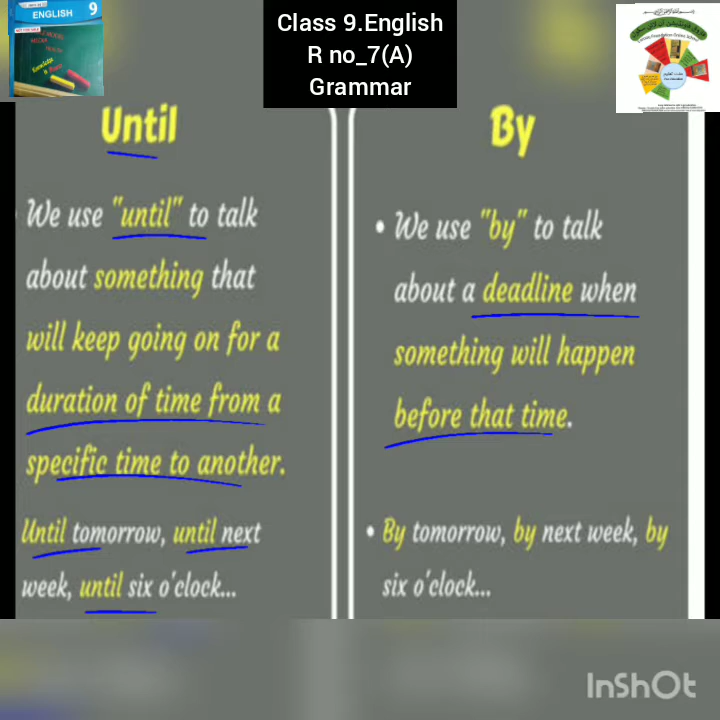 ENGLISH 9
Class 9.English
R no_7(A)
Grammar
Until
We use "until" to talk
about something that
will keep going on for a
duration of time from a
specific time to another.
Until tomorrow, until next
week, until six o'clock...
By
• We use "by" to talk
about a deadline when
something will happen
before that time.
• By tomorrow, by next week, by
six o'clock...
InShOt